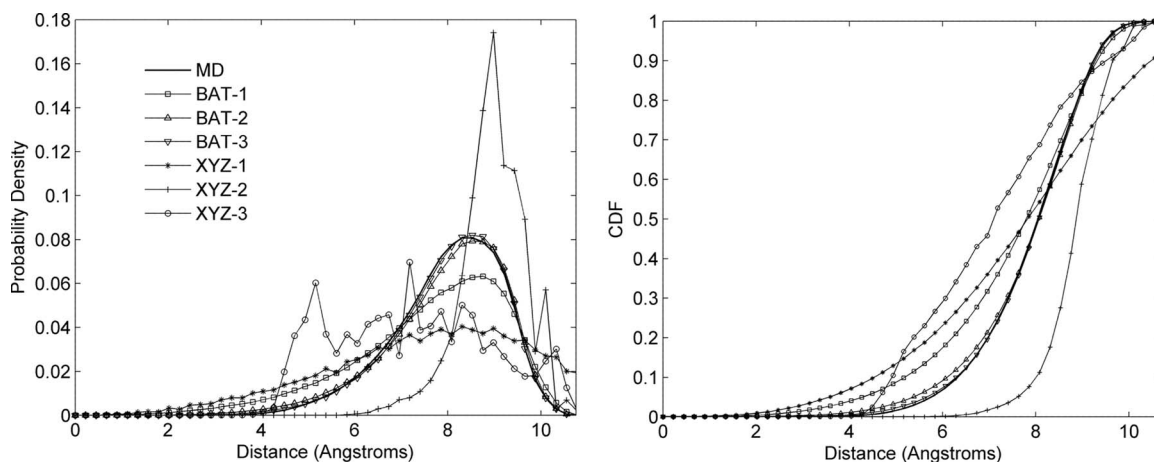 0.18
0.16
0.14
0.12
0.1
0.08
0.06
0.04
0.02
0
Probability Density
MD
BAT-1
BAT-2
BAT-3
XYZ-1
XYZ-2
XYZ-3
0 2 4 6 8 10
Distance (Angstroms)
1
0.9
0.8
0.7
0.6
0.5
0.4
0.3
0.2
0.1
0
CDF
0 2 4 6 8 10
Distance (Angstroms)